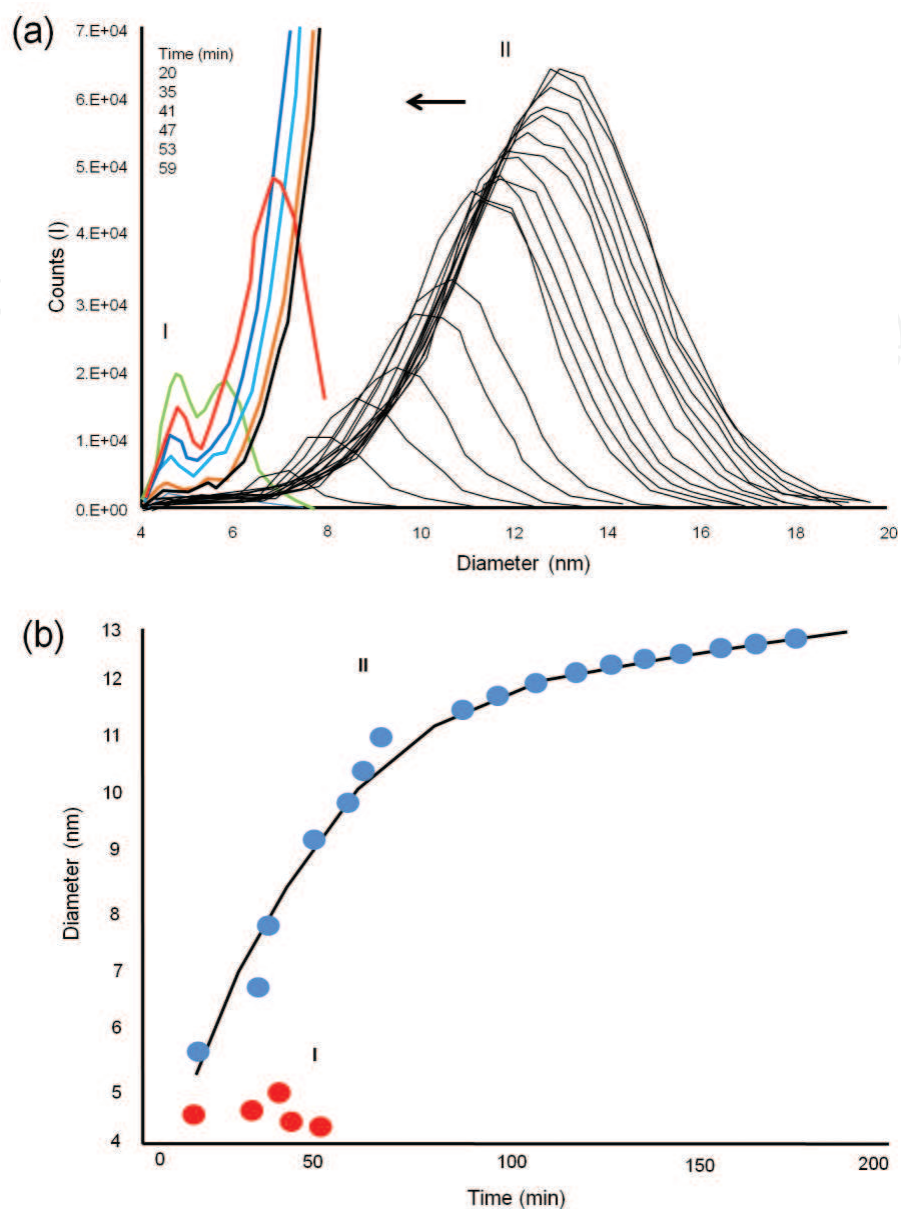 (a)
7.E+04
6.E+04
5.E+04
4.E+04
3.E+04
2.E+04
1.E+04
0.E+00
Counts (I)
Time (min)
20
35
41
47
53
59
I
II
4
6
8
10
12
14
16
18
20
Diameter (nm)
(b)
13
12
11
10
9
8
7
6
5
4
Diameter (nm)
II
I
0
50
100
150
200
Time (min)